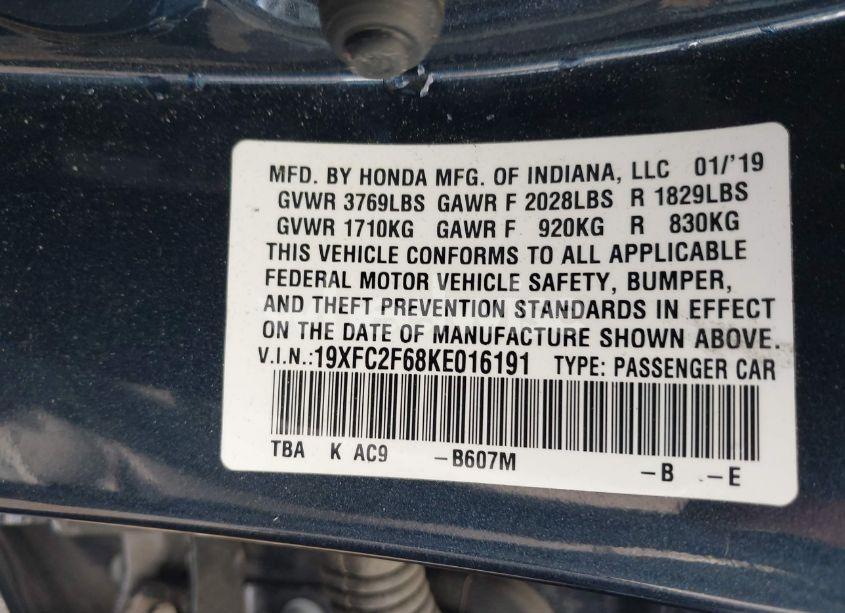 MFD. BY HONDA MFG. OF INDIANA, LLC 01/'19
GVWR 3769LBS GAWR F 2028LBS R 1829LBS
GVWR 1710KG GAWR F 920KG R 830KG
THIS VEHICLE CONFORMS TO ALL APPLICABLE
FEDERAL MOTOR VEHICLE SAFETY, BUMPER,
AND THEFT PREVENTION STANDARDS IN EFFECT
ON THE DATE OF MANUFACTURE SHOWN ABOVE.
V.I.N.:19XFC2F68KE016191 TYPE: PASSENGER CAR
TBA K AC9 -B607M -B .-E